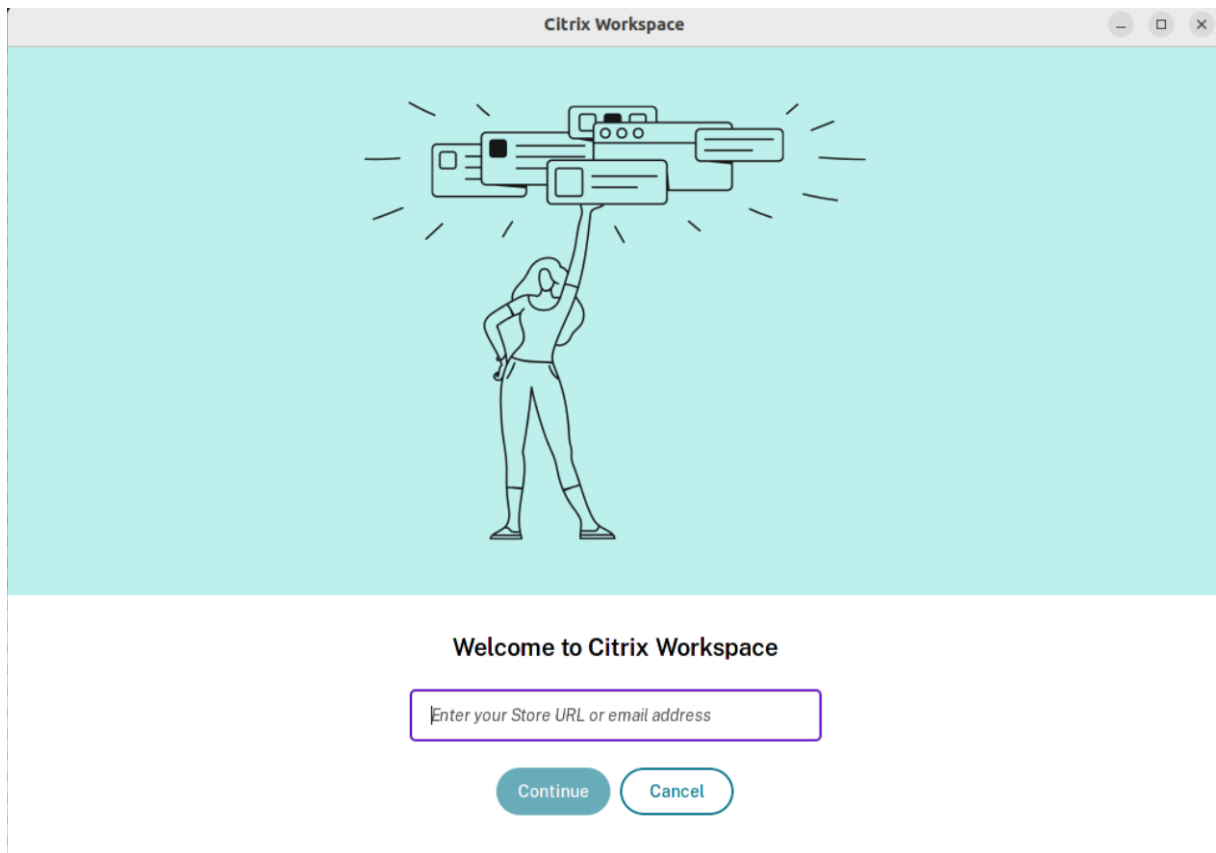 Citrix Workspace
Welcome to Citrix Workspace
Enter your Store URL or email address
Continue
Cancel